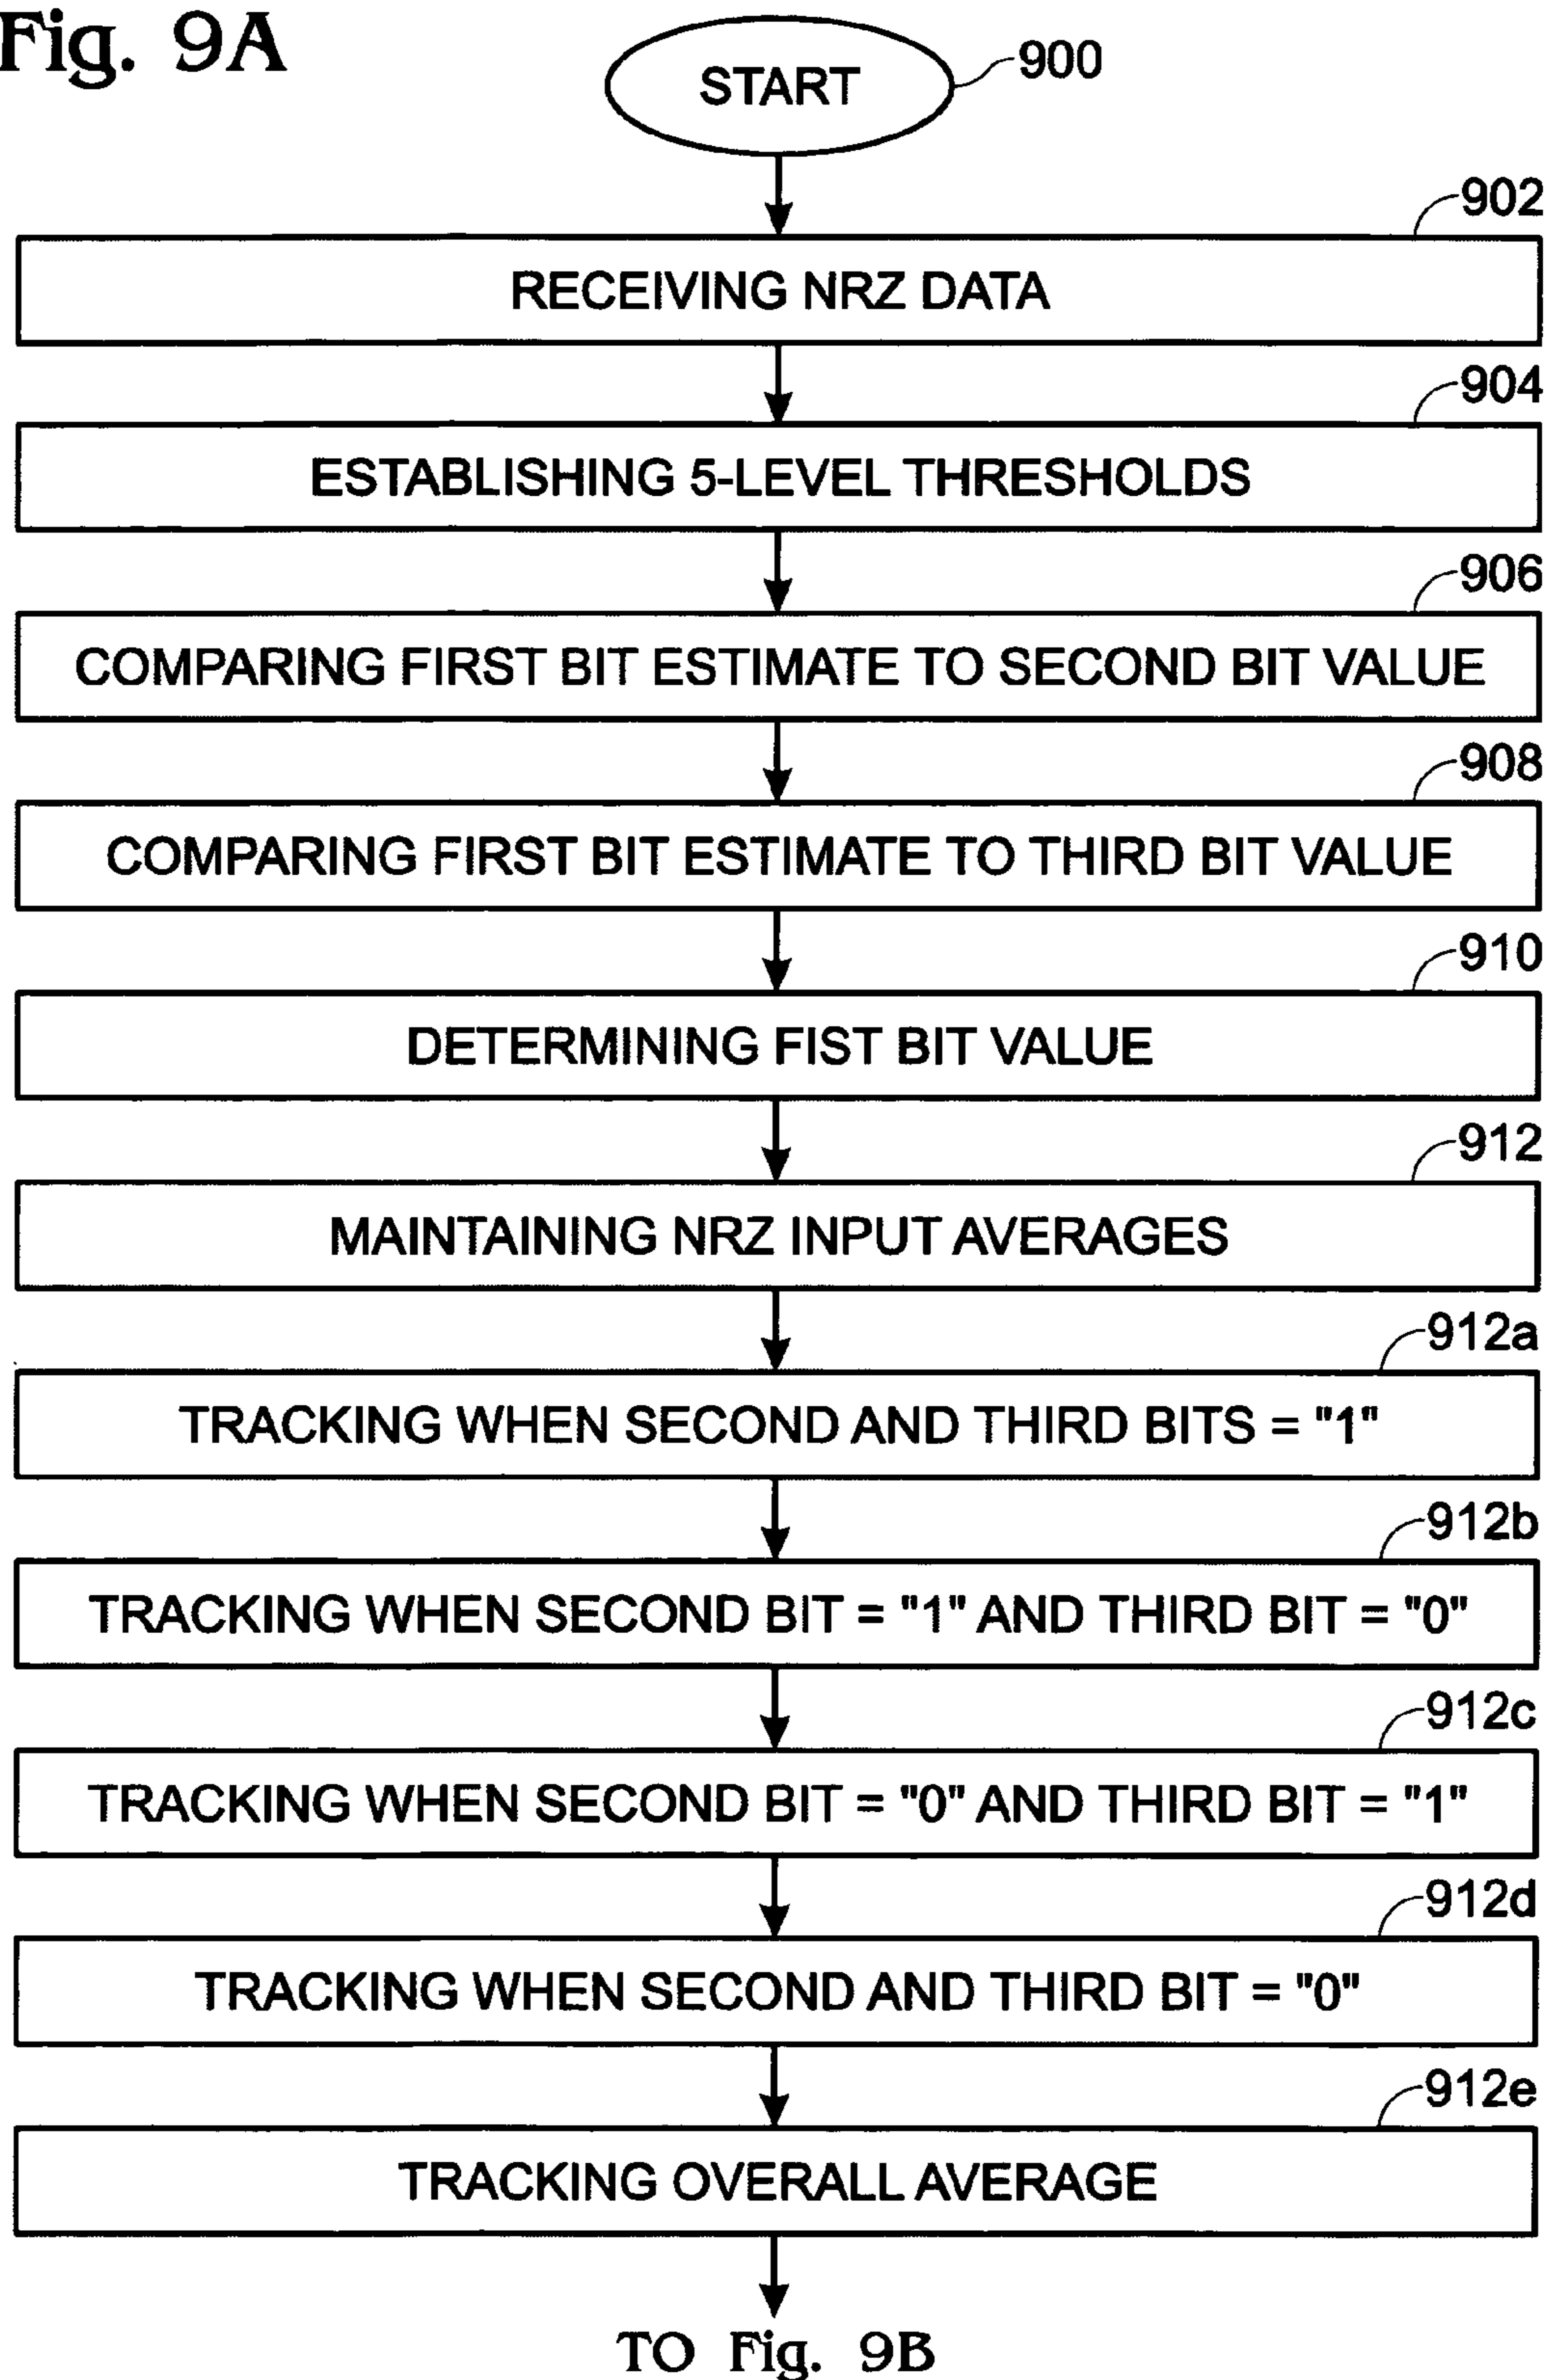 Fig. 9A
START
900
902
RECEIVING NRZ DATA
904
ESTABLISHING 5-LEVEL THRESHOLDS
906
COMPARING FIRST BIT ESTIMATE TO SECOND BIT VALUE
908
COMPARING FIRST BIT ESTIMATE TO THIRD BIT VALUE
910
DETERMINING FIST BIT VALUE
912
MAINTAINING NRZ INPUT AVERAGES
912a
TRACKING WHEN SECOND AND THIRD BITS = "1"
912b
TRACKING WHEN SECOND BIT = "1" AND THIRD BIT = "0"
912c
TRACKING WHEN SECOND BIT = "0" AND THIRD BIT = "1"
912d
TRACKING WHEN SECOND AND THIRD BIT = "0"
912e
TRACKING OVERALL AVERAGE
TO Fig. 9B